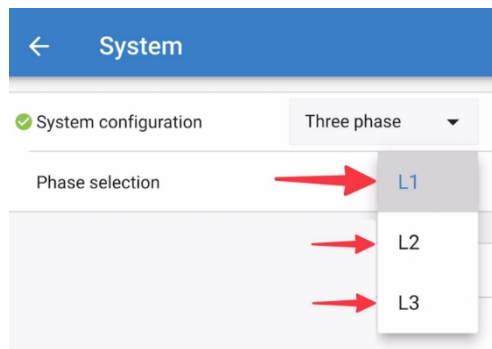 System
System configuration
Three phase
Phase selection
L1
L2
L3